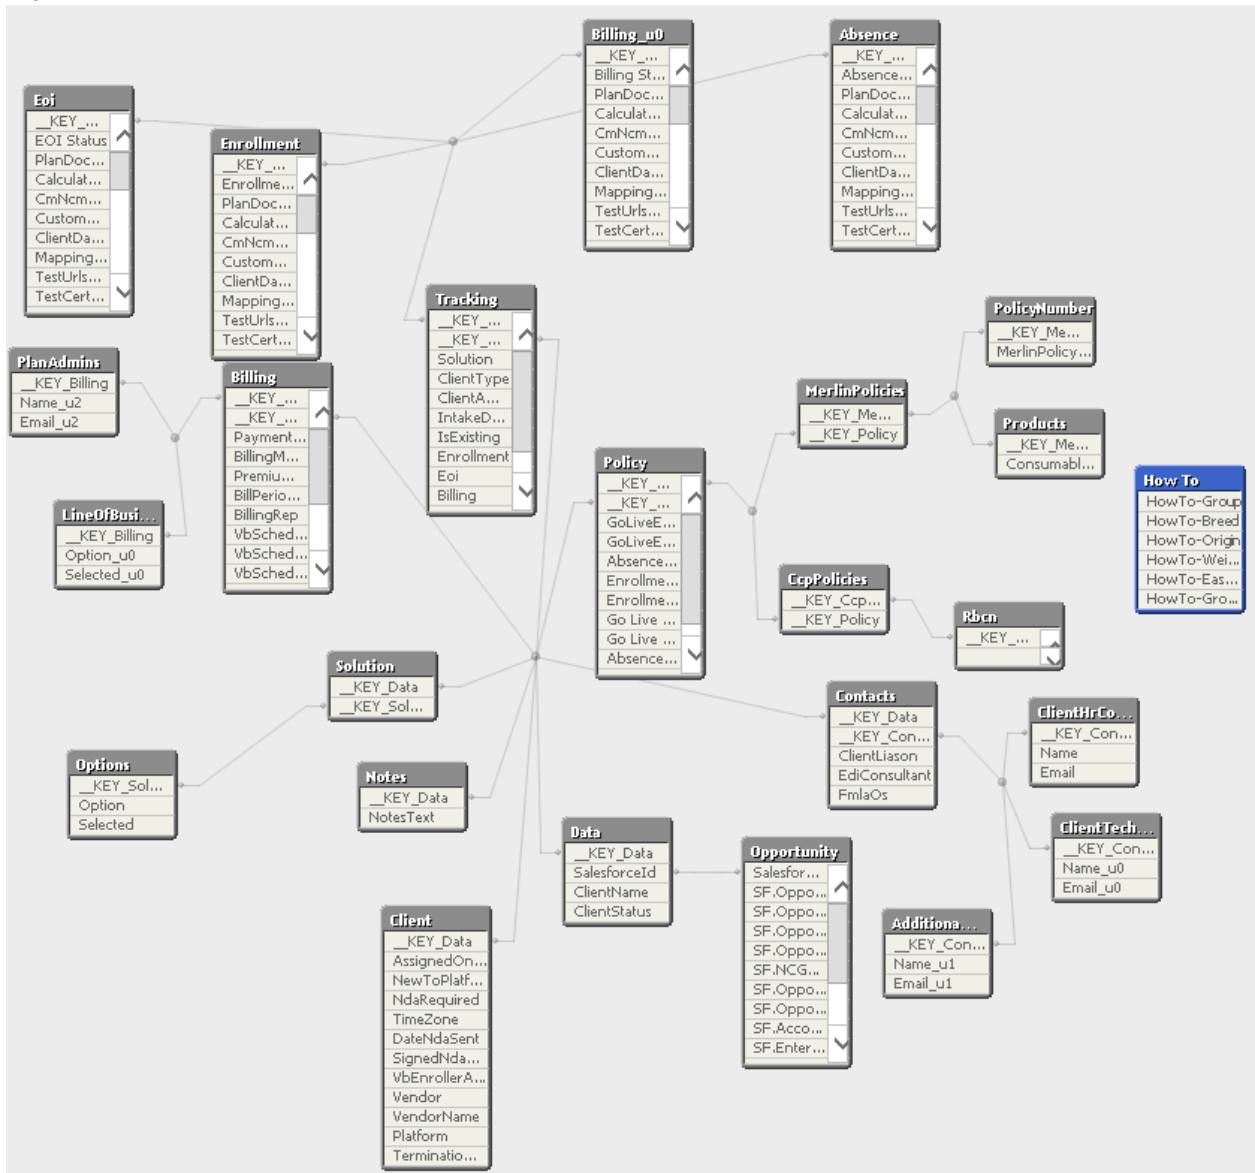 Billing_u0
__KEY_...
Billing St...
PlanDoc...
Calculat...
CmNcm...
Custom...
ClientDa...
Mapping...
TestUrls...
TestCert...
Absence
__KEY_...
Absence...
PlanDoc...
Calculat...
CmNcm...
Custom...
ClientDa...
Mapping...
TestUrls...
TestCert...
Eoi
__KEY_...
EOI Status
PlanDoc...
Calculat...
CmNcm...
Custom...
ClientDa...
Mapping...
TestUrls...
TestCert...
Enrollment
__KEY_...
Enrollme...
PlanDoc...
Calculat...
CmNcm...
Custom...
ClientDa...
Mapping...
TestUrls...
TestCert...
Tracking
__KEY_...
__KEY_...
Solution
ClientType
ClientA...
IntakeD...
IsExisting
Enrollment
Eoi
Billing
PolicyNumber
__KEY_Me...
MerlinPolicy...
PlanAdmins
__KEY_Billing
Name_u2
Email_u2
Billing
__KEY_...
__KEY_...
Payment...
BillingM...
Premiu...
BillPerio...
BillingRep
VbSched...
VbSched...
VbSched...
MerlinPolicies
__KEY_Me...
__KEY_Policy
Products
__KEY_Me...
Consumabl...
Policy
__KEY_...
__KEY_...
GoLiveE...
GoLiveE...
Absence...
Enrollme...
Enrollme...
Go Live ...
Go Live ...
Absence...
How To
HowTo-Group
HowTo-Breed
HowTo-Origin
HowTo-Wei...
HowTo-Eas...
HowTo-Gro...
LineOfBusi...
__KEY_Billing
Option_u0
Selected_u0
CcpPolicies
__KEY_Ccp...
__KEY_Policy
Rbcn
__KEY_...
Solution
__KEY_Data
__KEY_Sol...
Contacts
__KEY_Data
__KEY_Con...
ClientLiason
EdiConsultant
FmlaOs
ClientHrCo...
__KEY_Con...
Name
Email
Options
__KEY_Sol...
Option
Selected
Notes
__KEY_Data
NotesText
Data
__KEY_Data
SalesforceId
ClientName
ClientStatus
Opportunity
Salesfor...
SF.Oppo...
SF.Oppo...
SF.Oppo...
SF.Oppo...
SF.NCG...
SF.Oppo...
SF.Oppo...
SF.Acco...
SF.Enter...
ClientTech...
__KEY_Con...
Name_u0
Email_u0
Additiona...
__KEY_Con...
Name_u1
Email_u1
Client
__KEY_Data
AssignedOn...
NewToPlatf...
NdaRequired
TimeZone
DateNdaSent
SignedNda...
VbEnrollerA...
Vendor
VendorName
Platform
Terminatio...